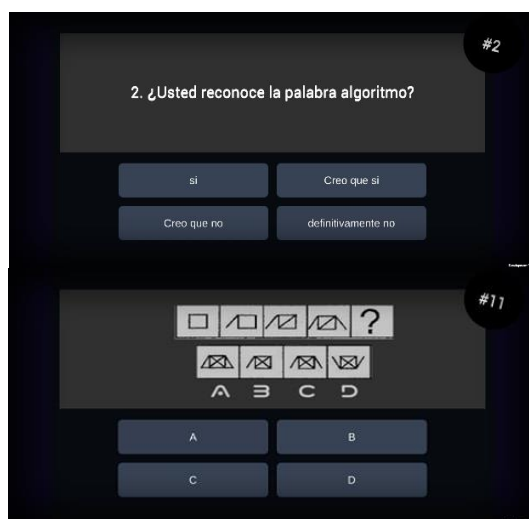 #2
2. ¿Usted reconoce la palabra algoritmo?
si
Creo que si
Creo que no
definitivamente no
#11
?
A B C D
A
B
C
D